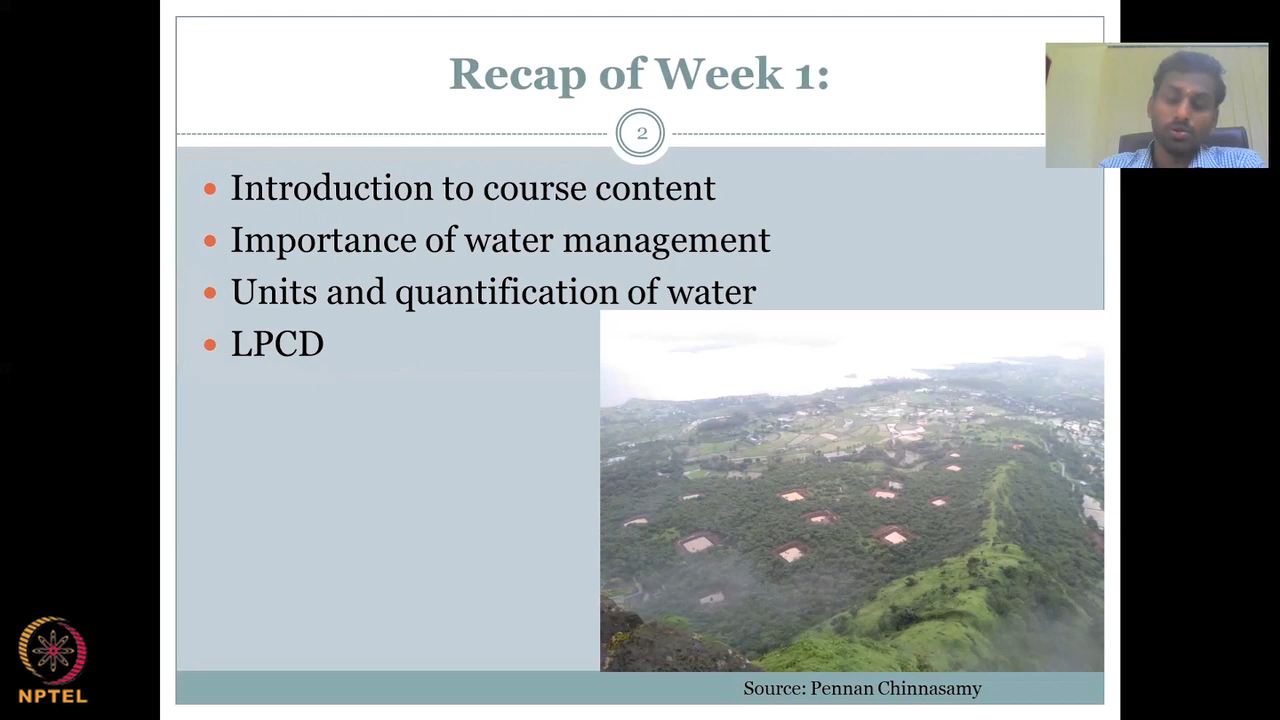 Recap of Week 1:
2
Introduction to course content
Importance of water management
Units and quantification of water
LPCD
Source: Pennan Chinnasamy
NPTEL